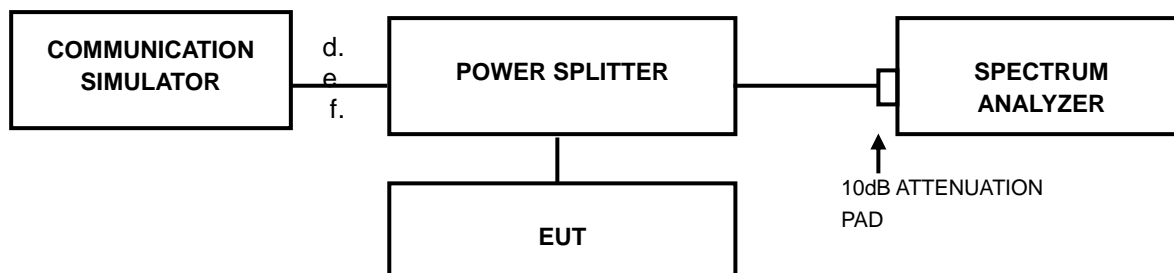 COMMUNICATION
SIMULATOR
d.
e
f.
POWER SPLITTER
SPECTRUM
ANALYZER
10dB ATTENUATION
PAD
EUT